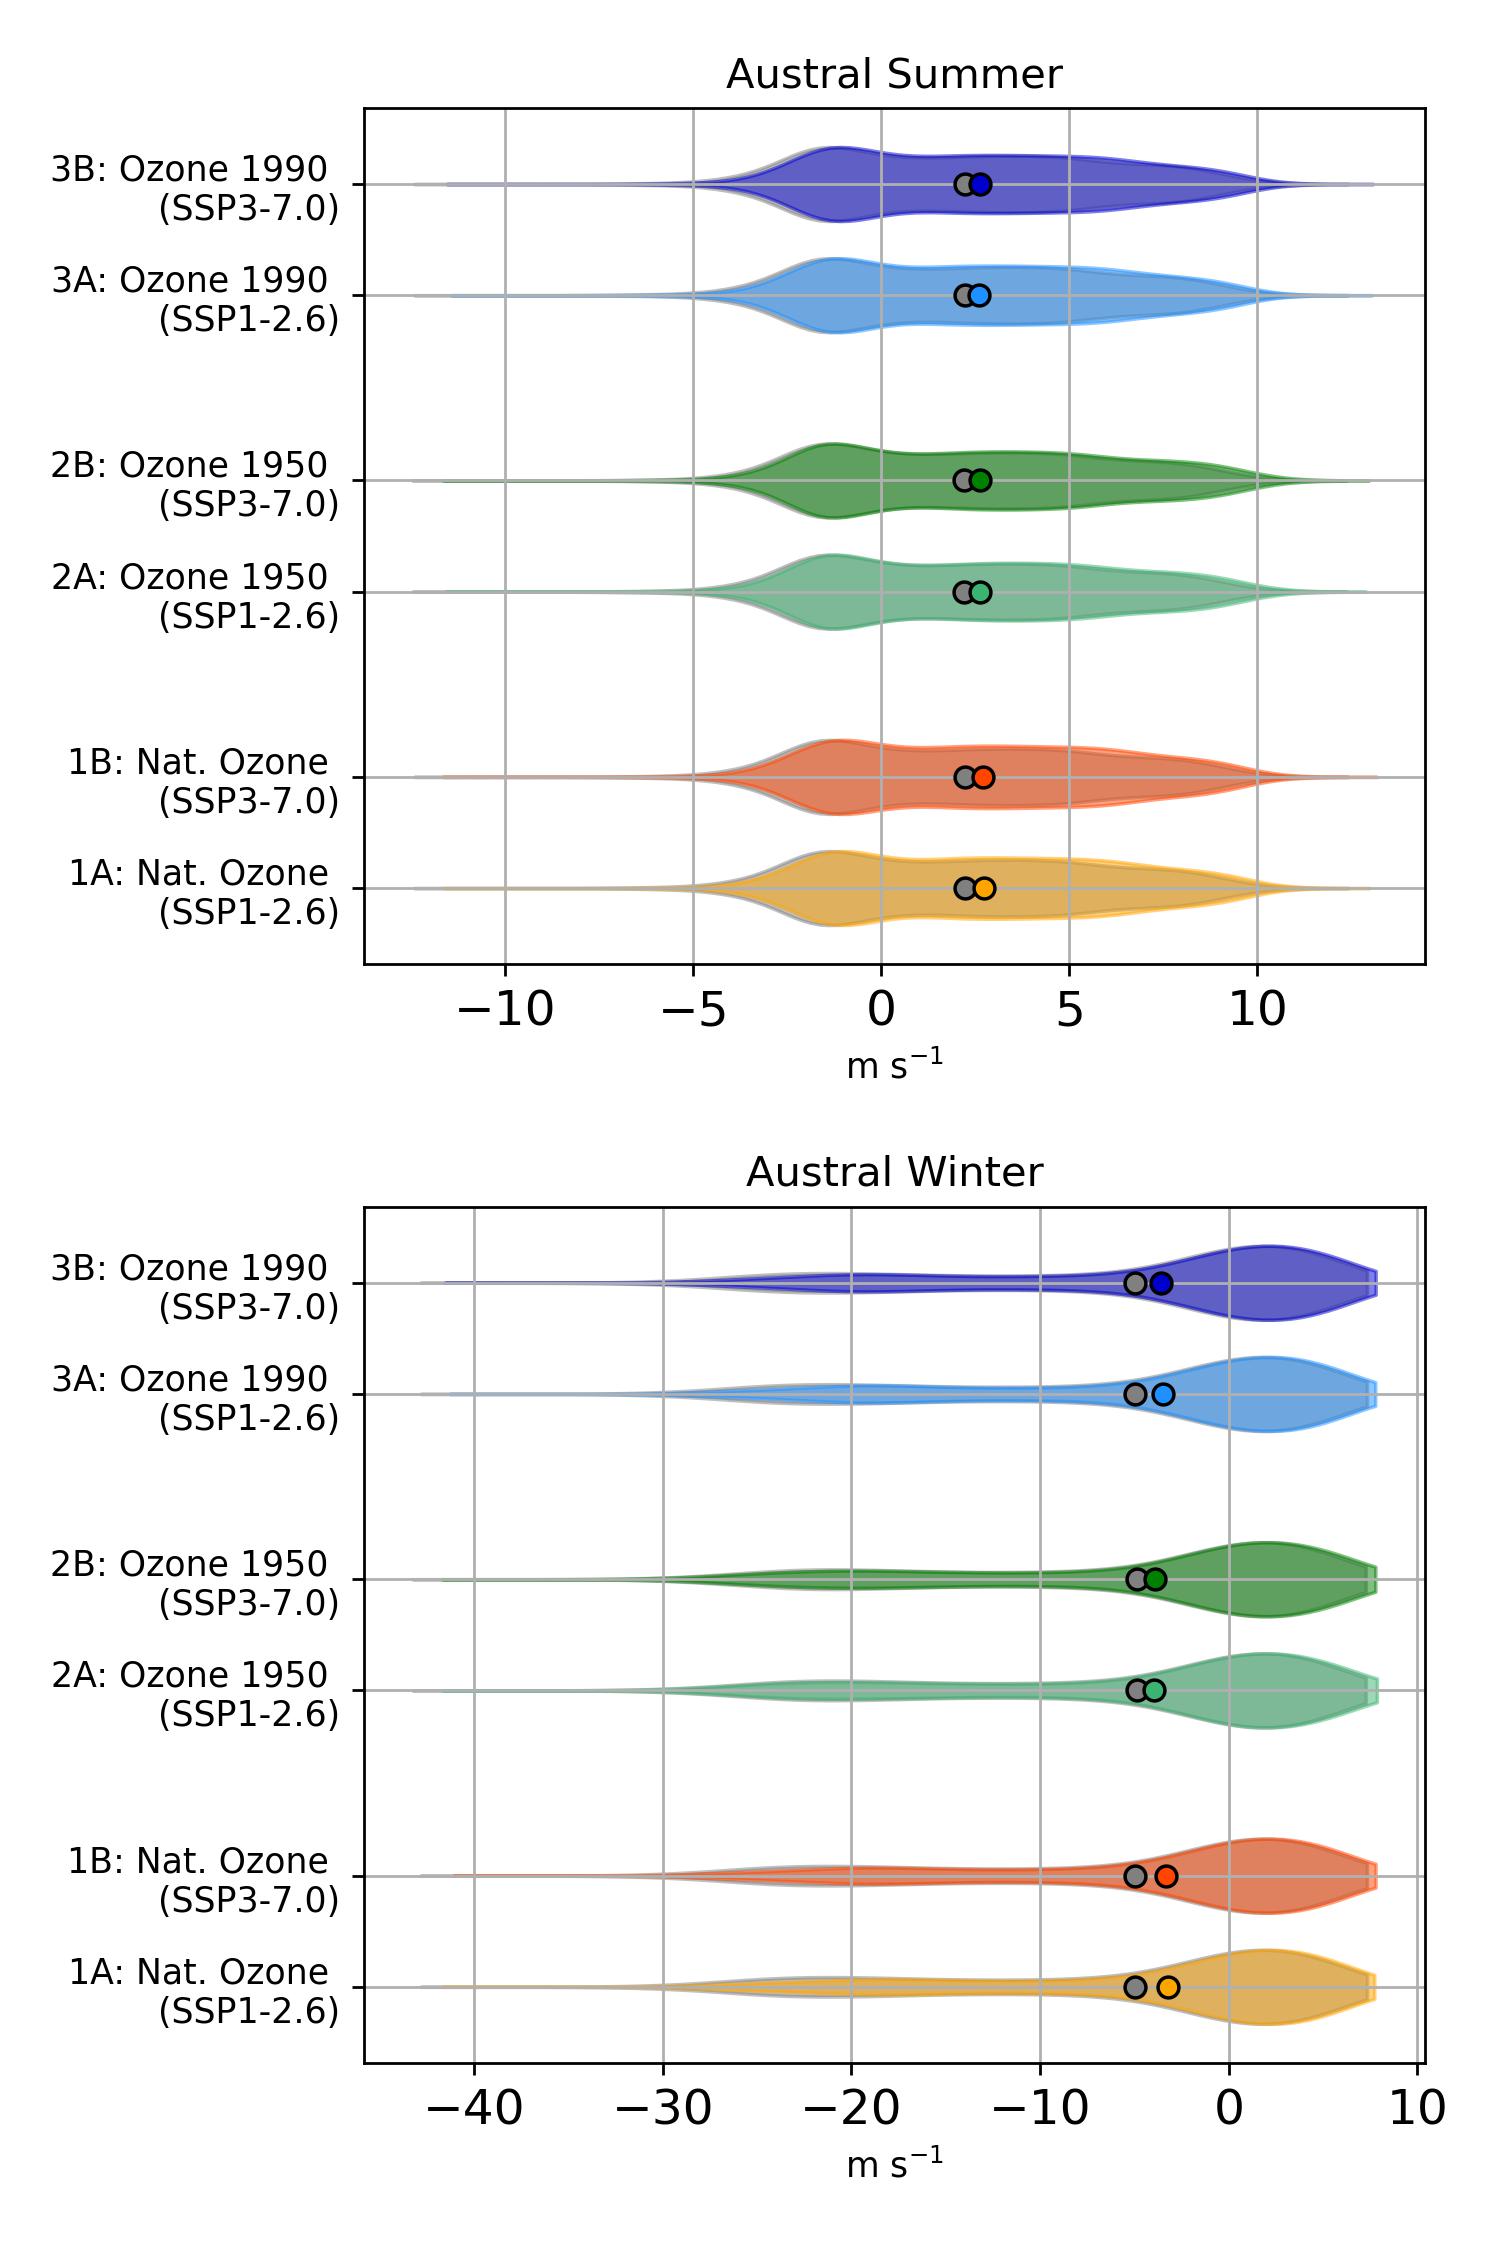 Austral Summer
3B: Ozone 1990
(SSP3-7.0)
3A: Ozone 1990
(SSP1-2.6)
2B: Ozone 1950
(SSP3-7.0)
2A: Ozone 1950
(SSP1-2.6)
1B: Nat. Ozone
(SSP3-7.0)
1A: Nat. Ozone
(SSP1-2.6)
−10 −5 0 5 10
m s⁻¹
Austral Winter
3B: Ozone 1990
(SSP3-7.0)
3A: Ozone 1990
(SSP1-2.6)
2B: Ozone 1950
(SSP3-7.0)
2A: Ozone 1950
(SSP1-2.6)
1B: Nat. Ozone
(SSP3-7.0)
1A: Nat. Ozone
(SSP1-2.6)
−40 −30 −20 −10 0 10
m s⁻¹